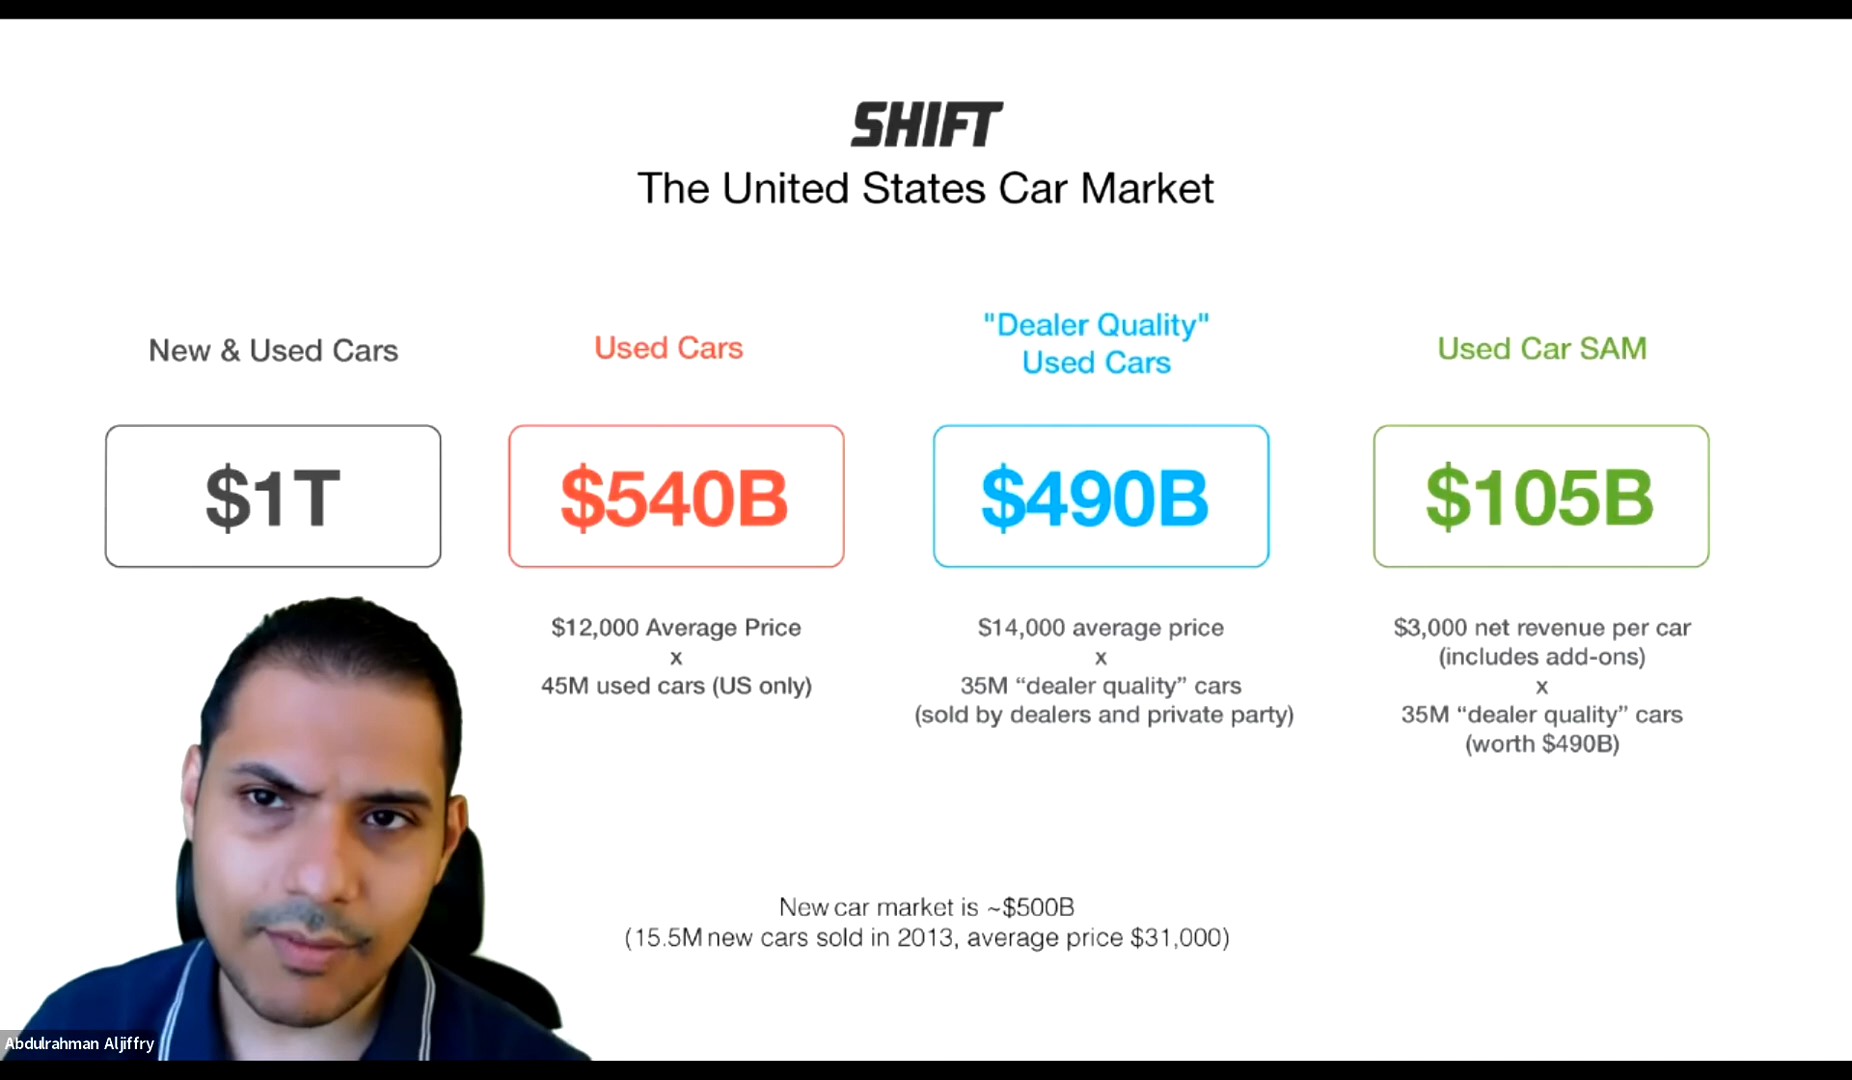 SHIFT
The United States Car Market
New & Used Cars
$1T
Used Cars
$540B
$12,000 Average Price
x
45M used cars (US only)
"Dealer Quality"
Used Cars
$490B
$14,000 average price
x
35M “dealer quality” cars
(sold by dealers and private party)
Used Car SAM
$105B
$3,000 net revenue per car
(includes add-ons)
x
35M “dealer quality” cars
(worth $490B)
New car market is ~$500B
(15.5M new cars sold in 2013, average price $31,000)
Abdulrahman Aljiffry